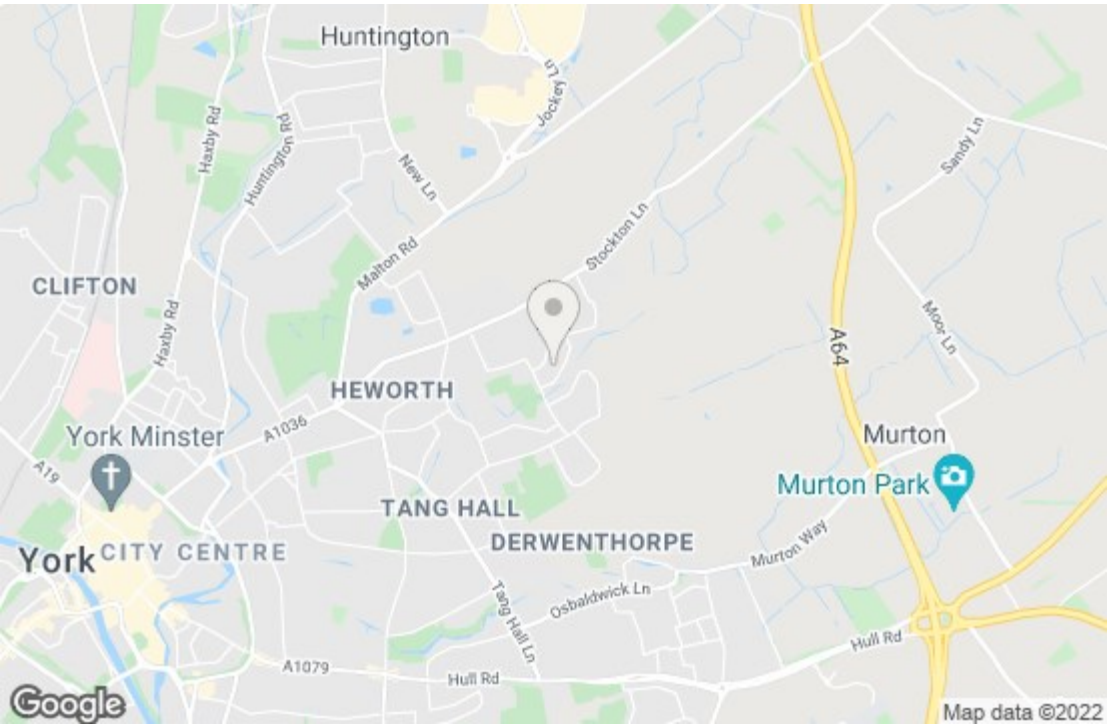 Huntington
Jockey Ln
Haxby Rd
Huntington Rd
New Ln
Sandy Ln
Stockton Ln
Malton Rd
CLIFTON
Haxby Rd
Moor Ln
A64
HEWORTH
A1036
York Minster
Murton
A19
Murton Park
TANG HALL
DERWENTHORPE
York
CITY CENTRE
Murton Way
Osbaldwick Ln
Tang Hall Ln
Hull Rd
A1079
Hull Rd
Google
Map data ©2022